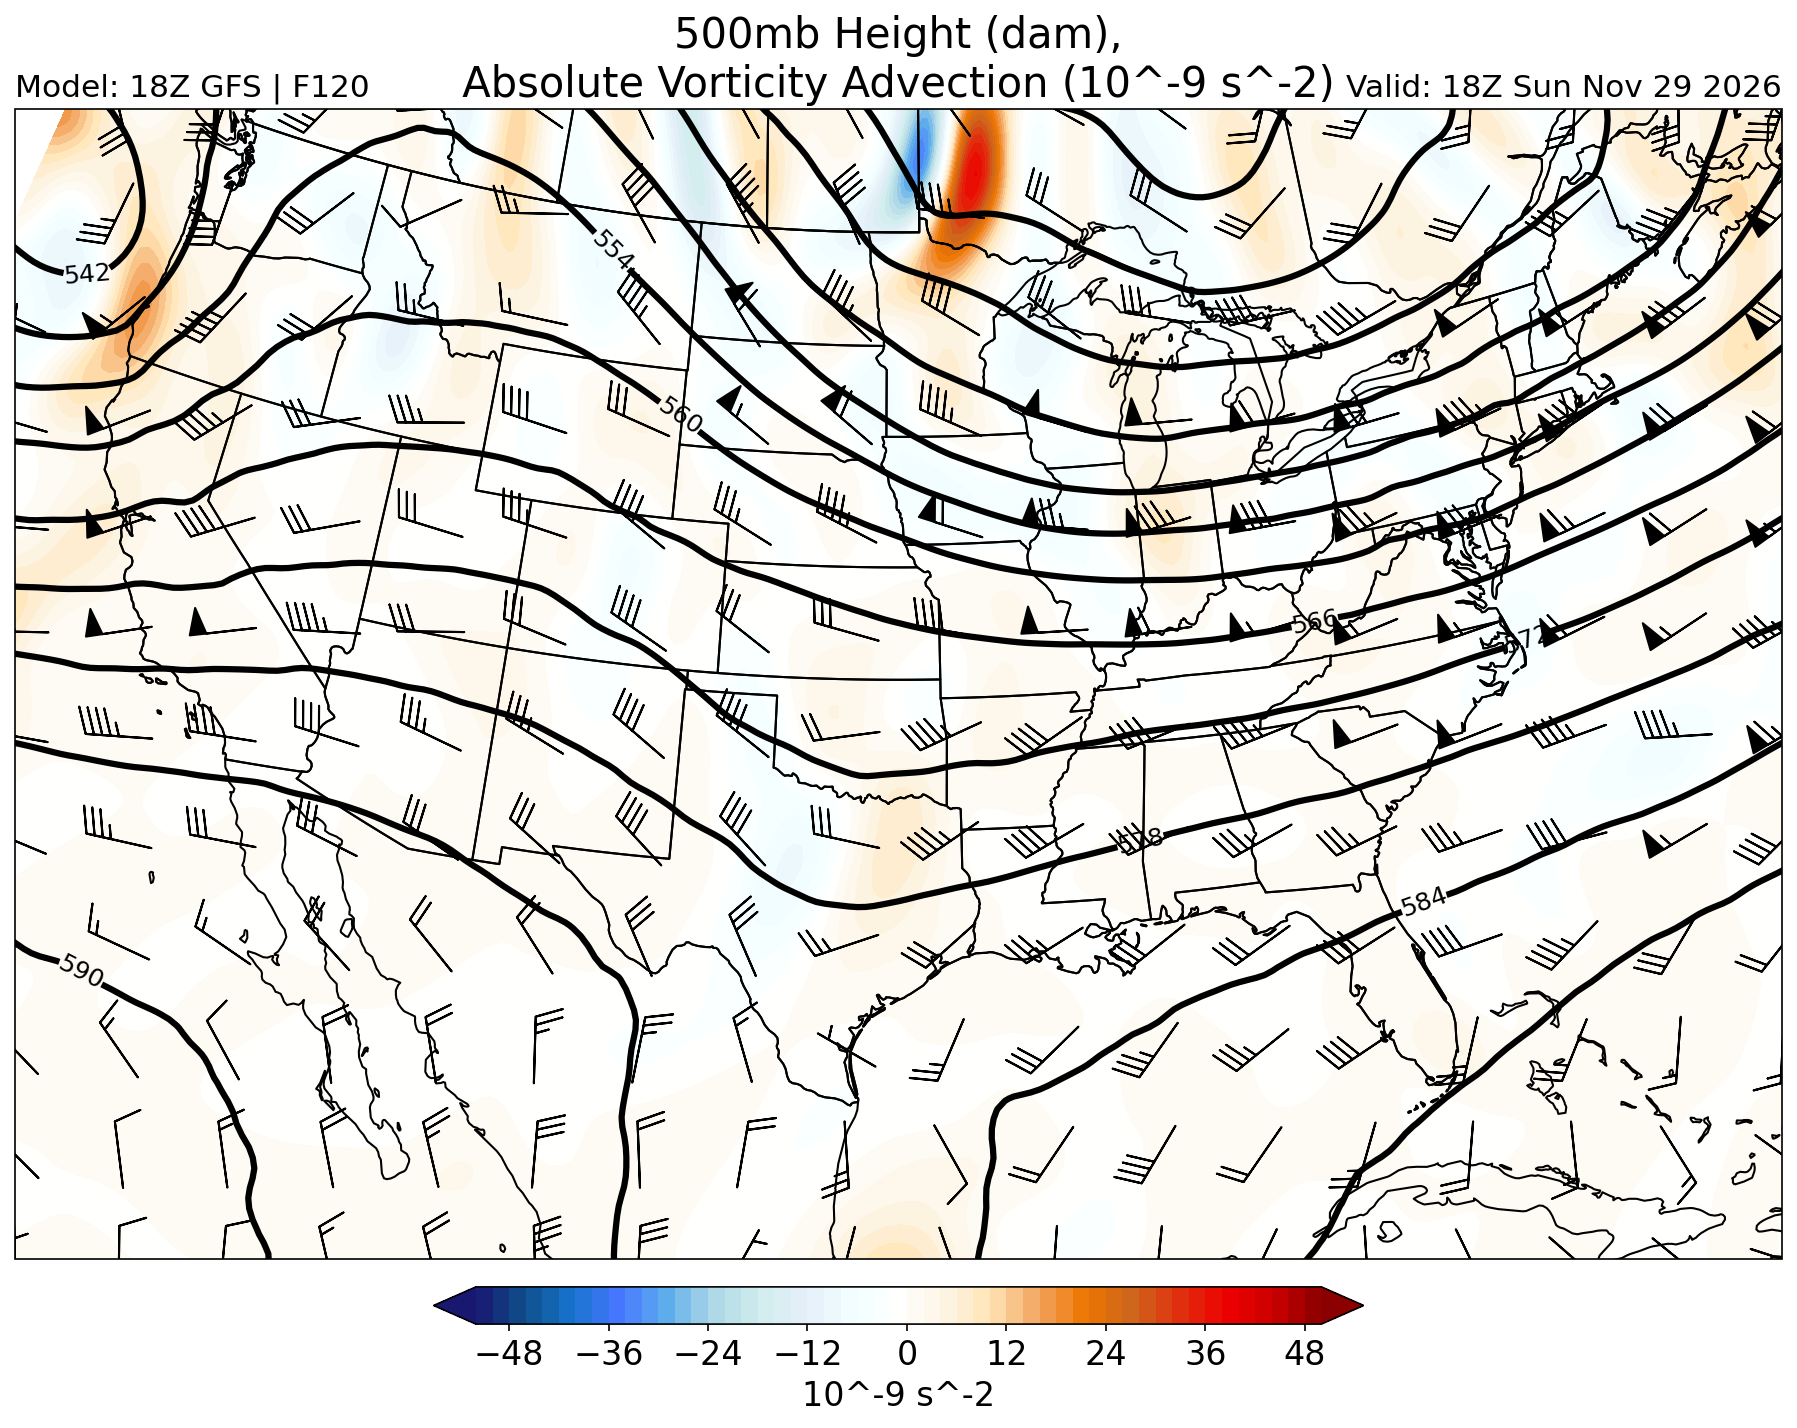 500mb Height (dam),
Absolute Vorticity Advection (10^-9 s^-2)
Model: 18Z GFS | F120
Valid: 18Z Sun Nov 29 2026
542
554
560
566
572
578
584
590
−48 −36 −24 −12 0 12 24 36 48
10^-9 s^-2